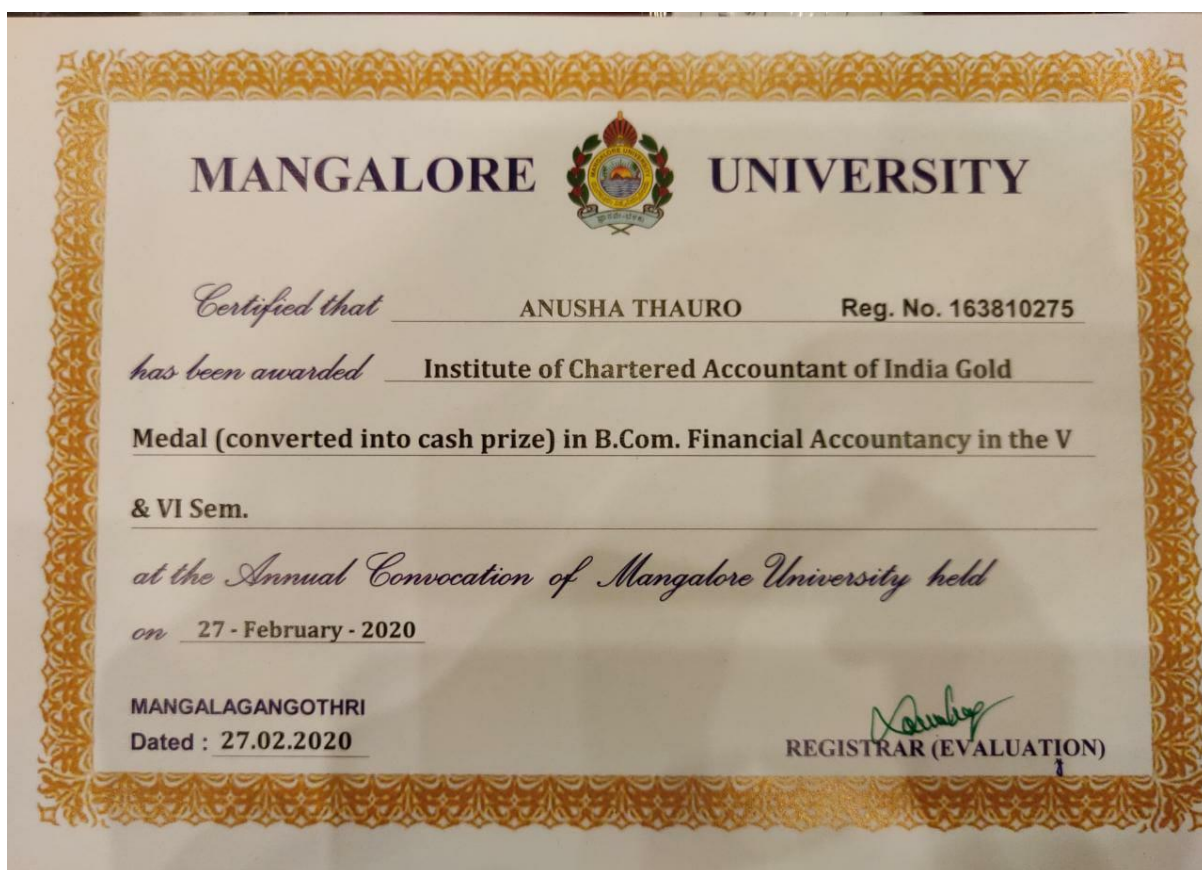 MANGALORE UNIVERSITY
Certified that ANUSHA THAURO Reg. No. 163810275
has been awarded Institute of Chartered Accountant of India Gold
Medal (converted into cash prize) in B.Com. Financial Accountancy in the V
& VI Sem.
at the Annual Convocation of Mangalore University held
on 27 - February - 2020
MANGALAGANGOTHRI
Dated : 27.02.2020
REGISTRAR (EVALUATION)